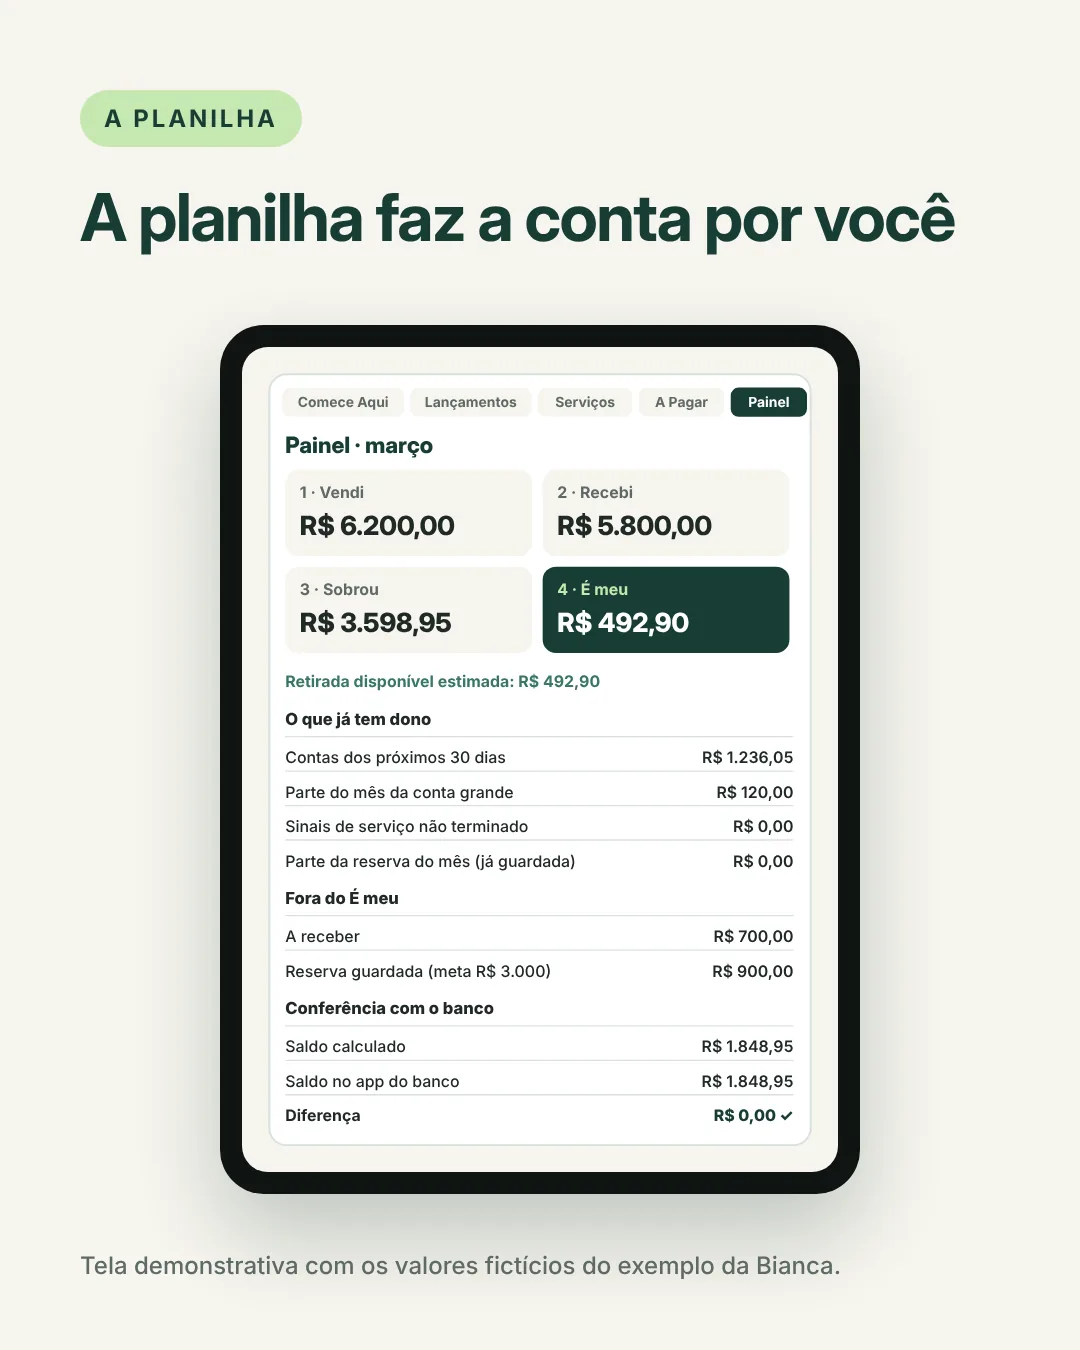 A PLANILHA
A planilha faz a conta por você
Comece Aqui Lançamentos Serviços A Pagar Painel
Painel · março
1 · Vendi 2 · Recebi
R$ 6.200,00 R$ 5.800,00
3 · Sobrou 4 · É meu
R$ 3.598,95 R$ 492,90
Retirada disponível estimada: R$ 492,90
O que já tem dono
Contas dos próximos 30 dias R$ 1.236,05
Parte do mês da conta grande R$ 120,00
Sinais de serviço não terminado R$ 0,00
Parte da reserva do mês (já guardada) R$ 0,00
Fora do É meu
A receber R$ 700,00
Reserva guardada (meta R$ 3.000) R$ 900,00
Conferência com o banco
Saldo calculado R$ 1.848,95
Saldo no app do banco R$ 1.848,95
Diferença R$ 0,00 ✓
Tela demonstrativa com os valores fictícios do exemplo da Bianca.